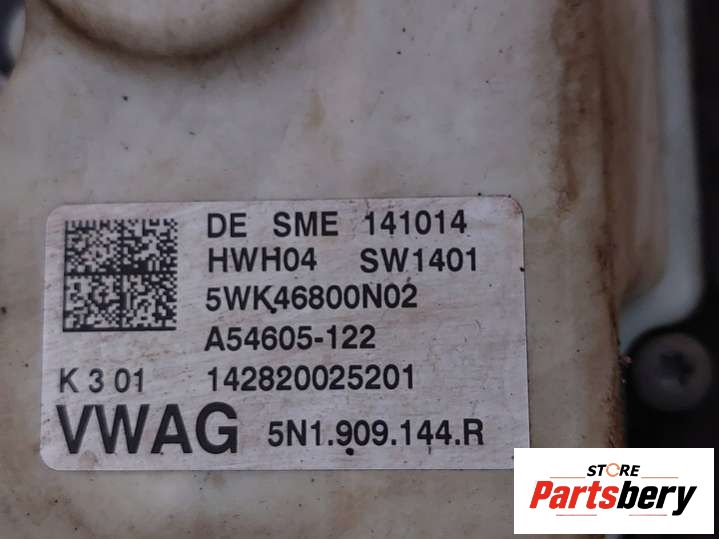 DE SME 141014
HWH04 SW1401
5WK46800N02
A54605-122
K 3 01 142820025201
VWAG 5N1.909.144.R
STORE
Partsbery